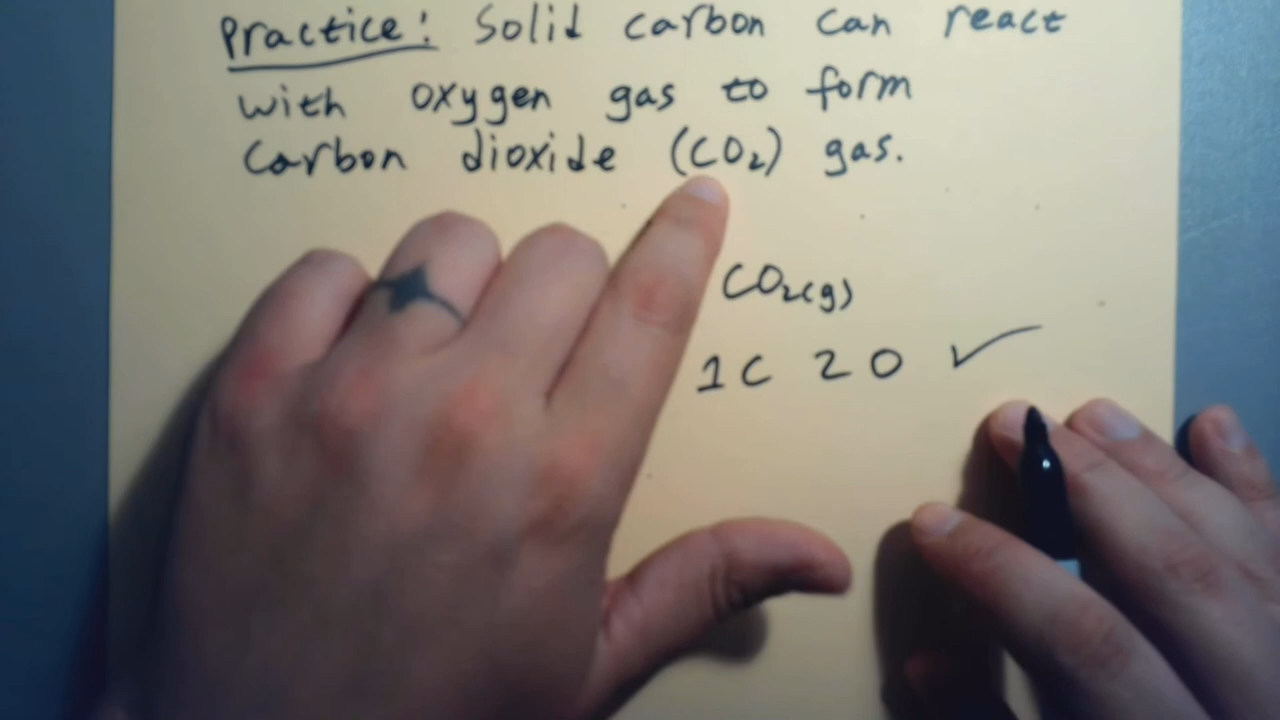 Practice: Solid carbon can react
with oxygen gas to form
Carbon dioxide (CO₂) gas.
CO₂(g)
1C 2O ✓